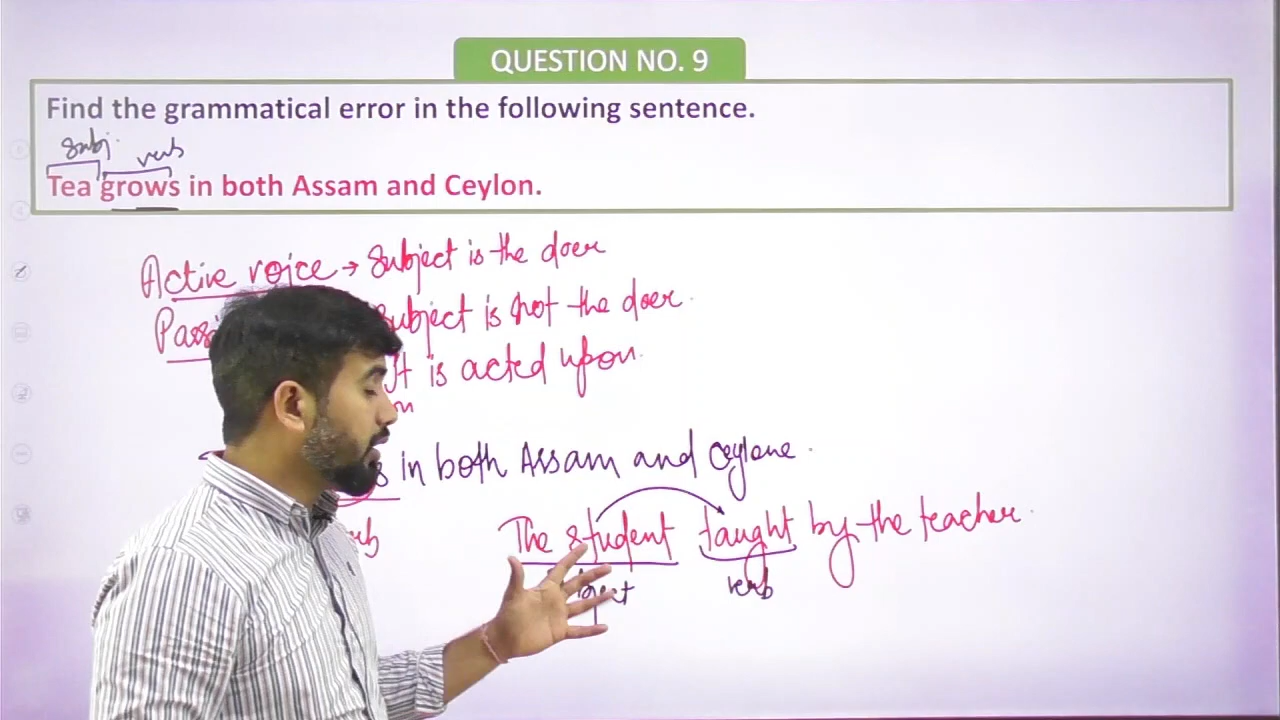 QUESTION NO. 9
Find the grammatical error in the following sentence.
Subj.
verb
Tea grows in both Assam and Ceylon.
Active voice → Subject is the doer
Subject is not the doer.
It is acted upon.
in both Assam and Ceylone.
The student taught by the teacher.
verb